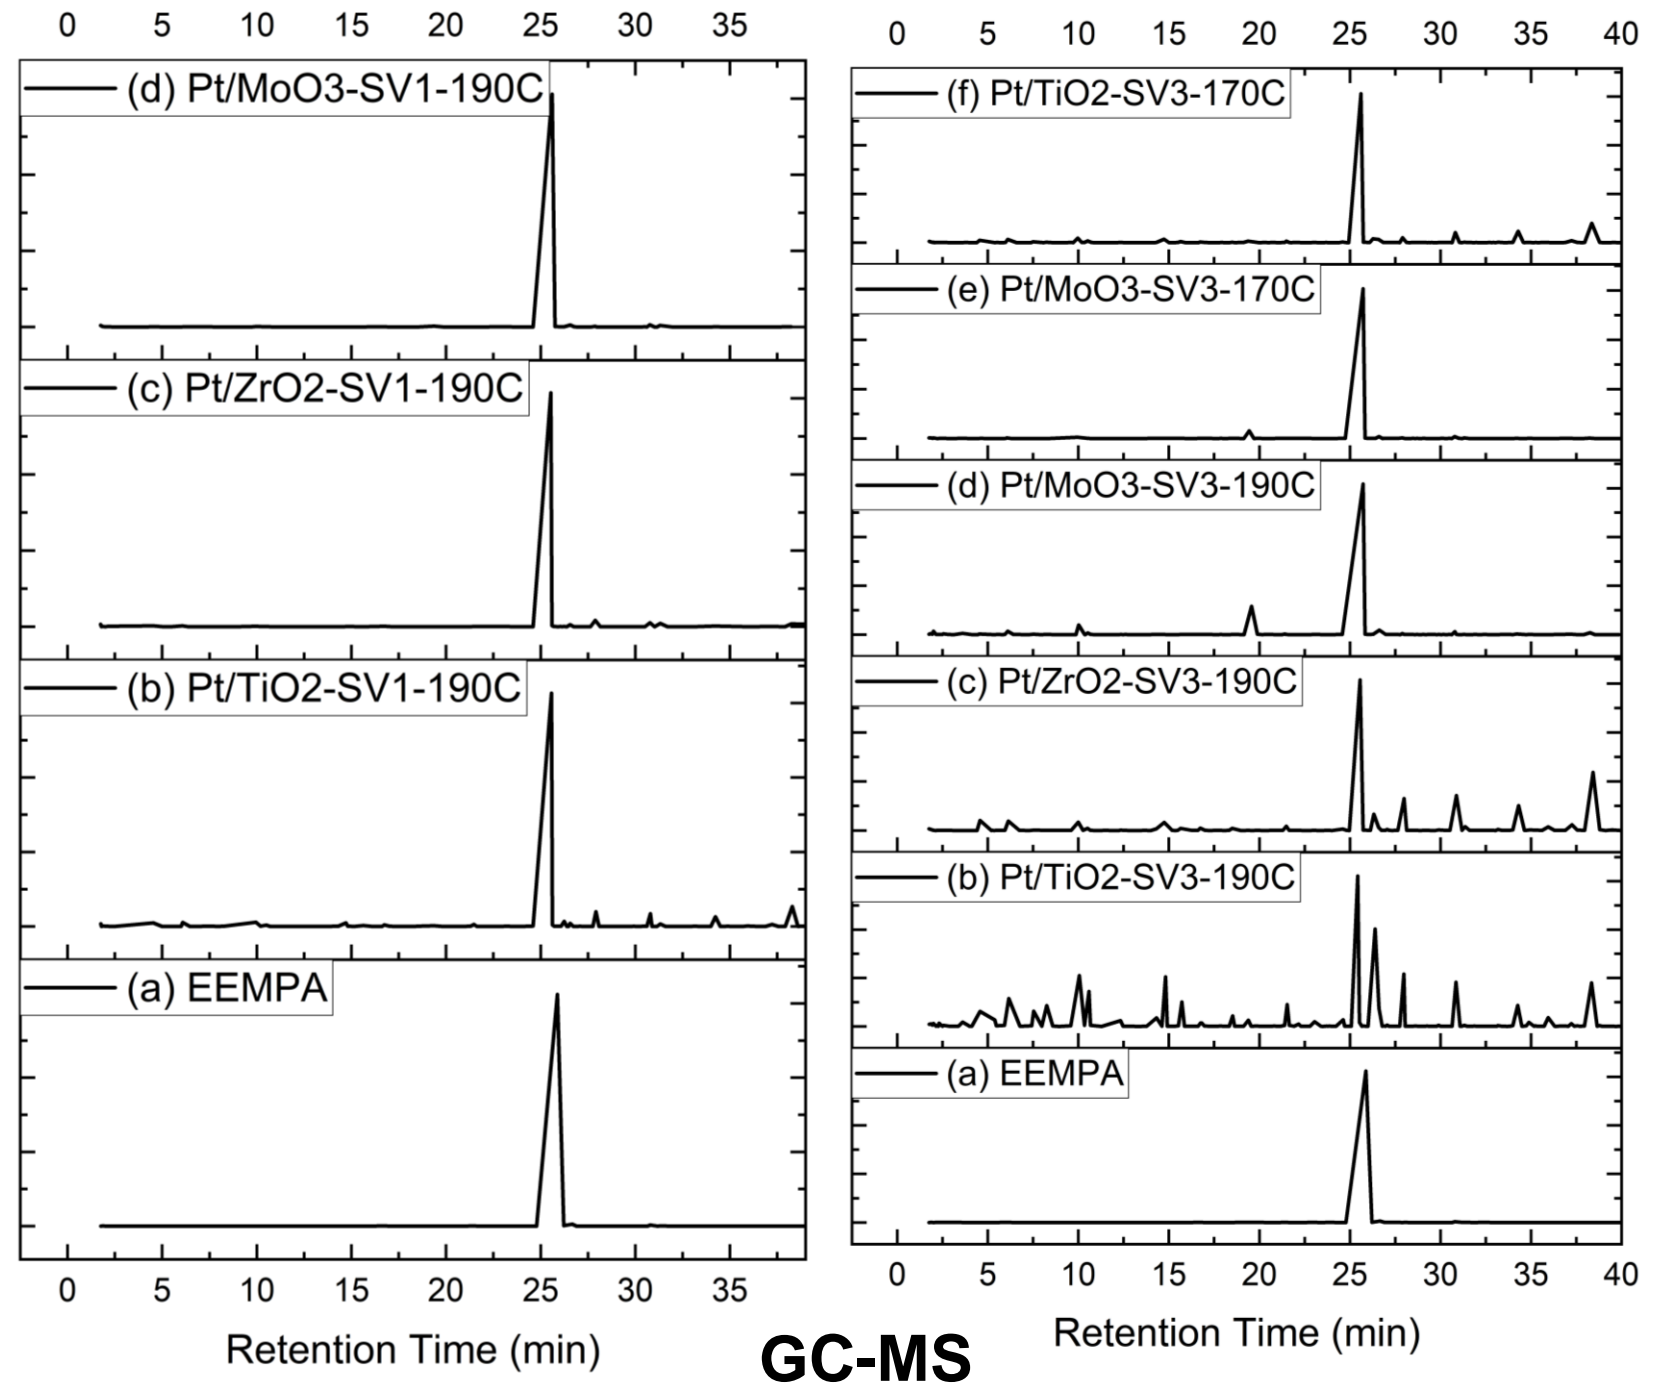 0 5 10 15 20 25 30 35
(d) Pt/MoO3-SV1-190C
(c) Pt/ZrO2-SV1-190C
(b) Pt/TiO2-SV1-190C
(a) EEMPA
0 5 10 15 20 25 30 35
Retention Time (min)
0 5 10 15 20 25 30 35 40
(f) Pt/TiO2-SV3-170C
(e) Pt/MoO3-SV3-170C
(d) Pt/MoO3-SV3-190C
(c) Pt/ZrO2-SV3-190C
(b) Pt/TiO2-SV3-190C
(a) EEMPA
0 5 10 15 20 25 30 35 40
Retention Time (min)
GC-MS